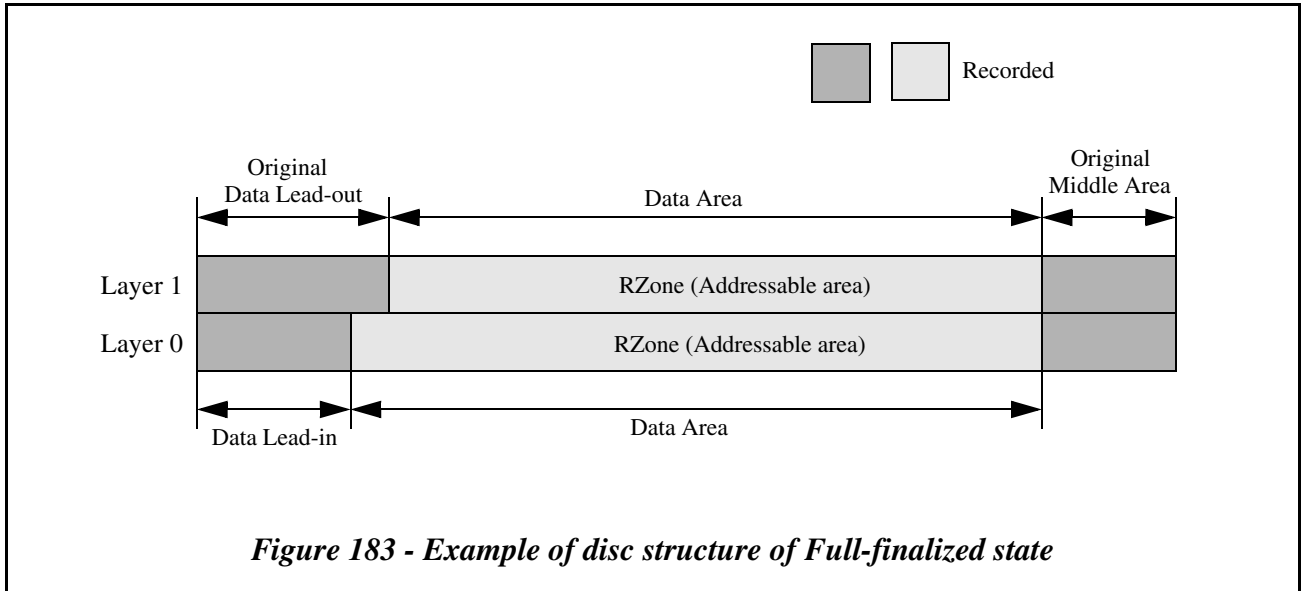 Recorded
Original
Data Lead-out
Data Area
Original
Middle Area
Layer 1
RZone (Addressable area)
Layer 0
RZone (Addressable area)
Data Lead-in
Data Area
Figure 183 - Example of disc structure of Full-finalized state